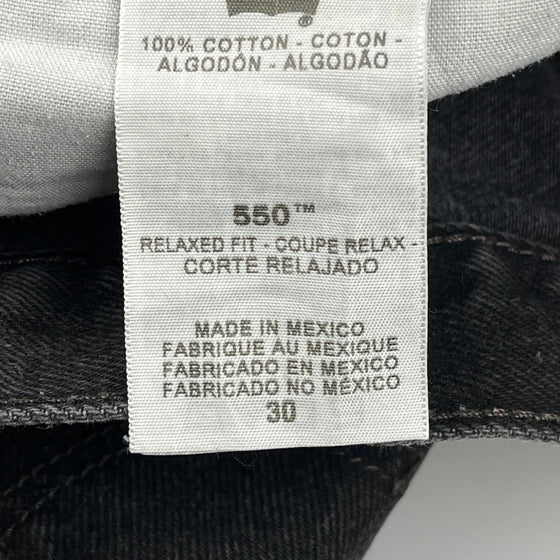 100% COTTON - COTON -
ALGODÓN - ALGODÃO
550™
RELAXED FIT - COUPE RELAX -
CORTE RELAJADO
MADE IN MEXICO
FABRIQUE AU MEXIQUE
FABRICADO EN MÉXICO
FABRICADO NO MÉXICO
30